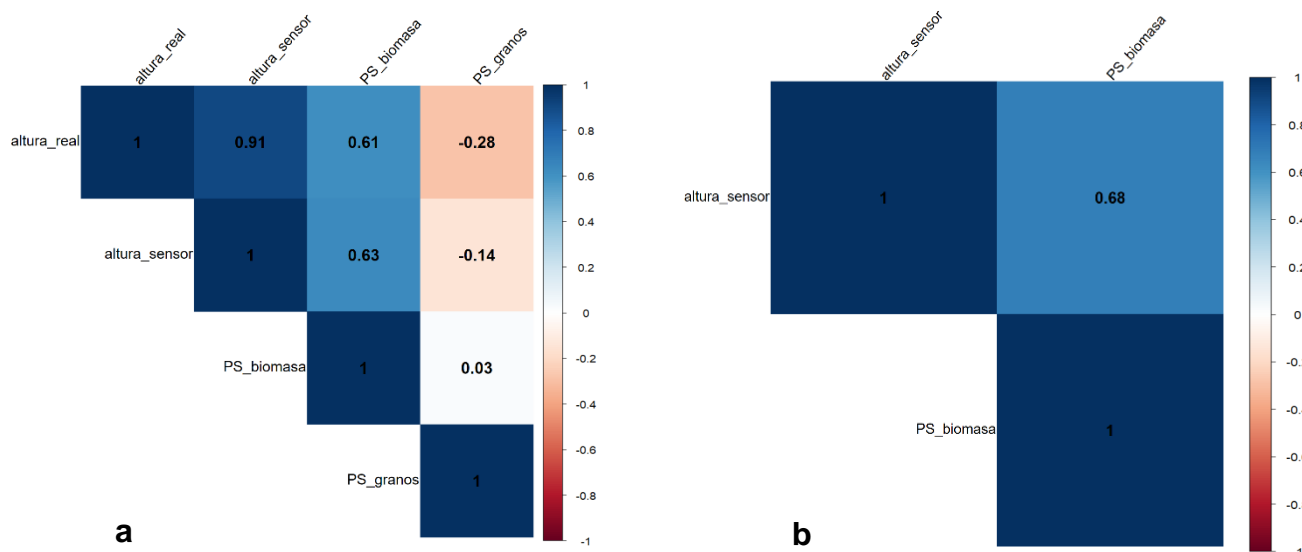 altura_real
altura_sensor
PS_biomasa
PS_granos
altura_real 1 0.91 0.61 -0.28
altura_sensor 1 0.63 -0.14
PS_biomasa 1 0.03
PS_granos 1
1
0.8
0.6
0.4
0.2
0
-0.2
-0.4
-0.6
-0.8
-1
a
altura_sensor
PS_biomasa
altura_sensor 1 0.68
PS_biomasa 1
b